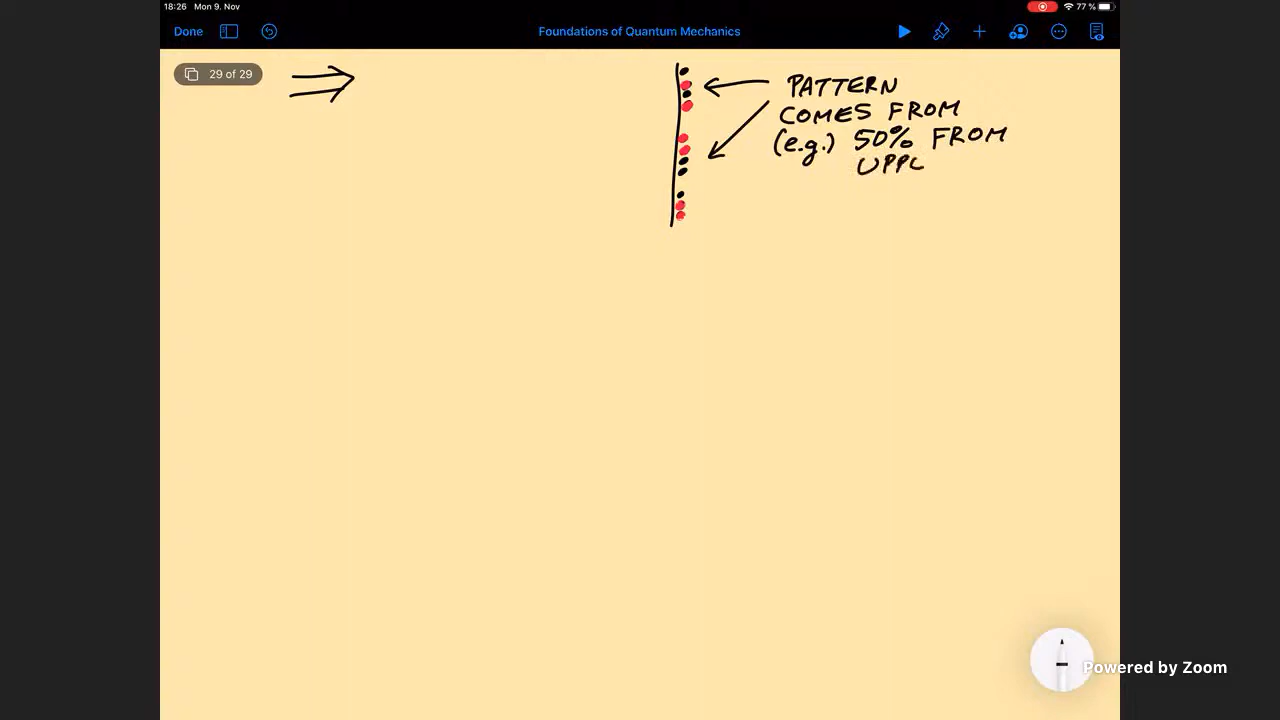 18:26 Mon 9. Nov
77 %
Done
Foundations of Quantum Mechanics
29 of 29
PATTERN
COMES FROM
(e.g.) 50% FROM
UPPC
Powered by Zoom